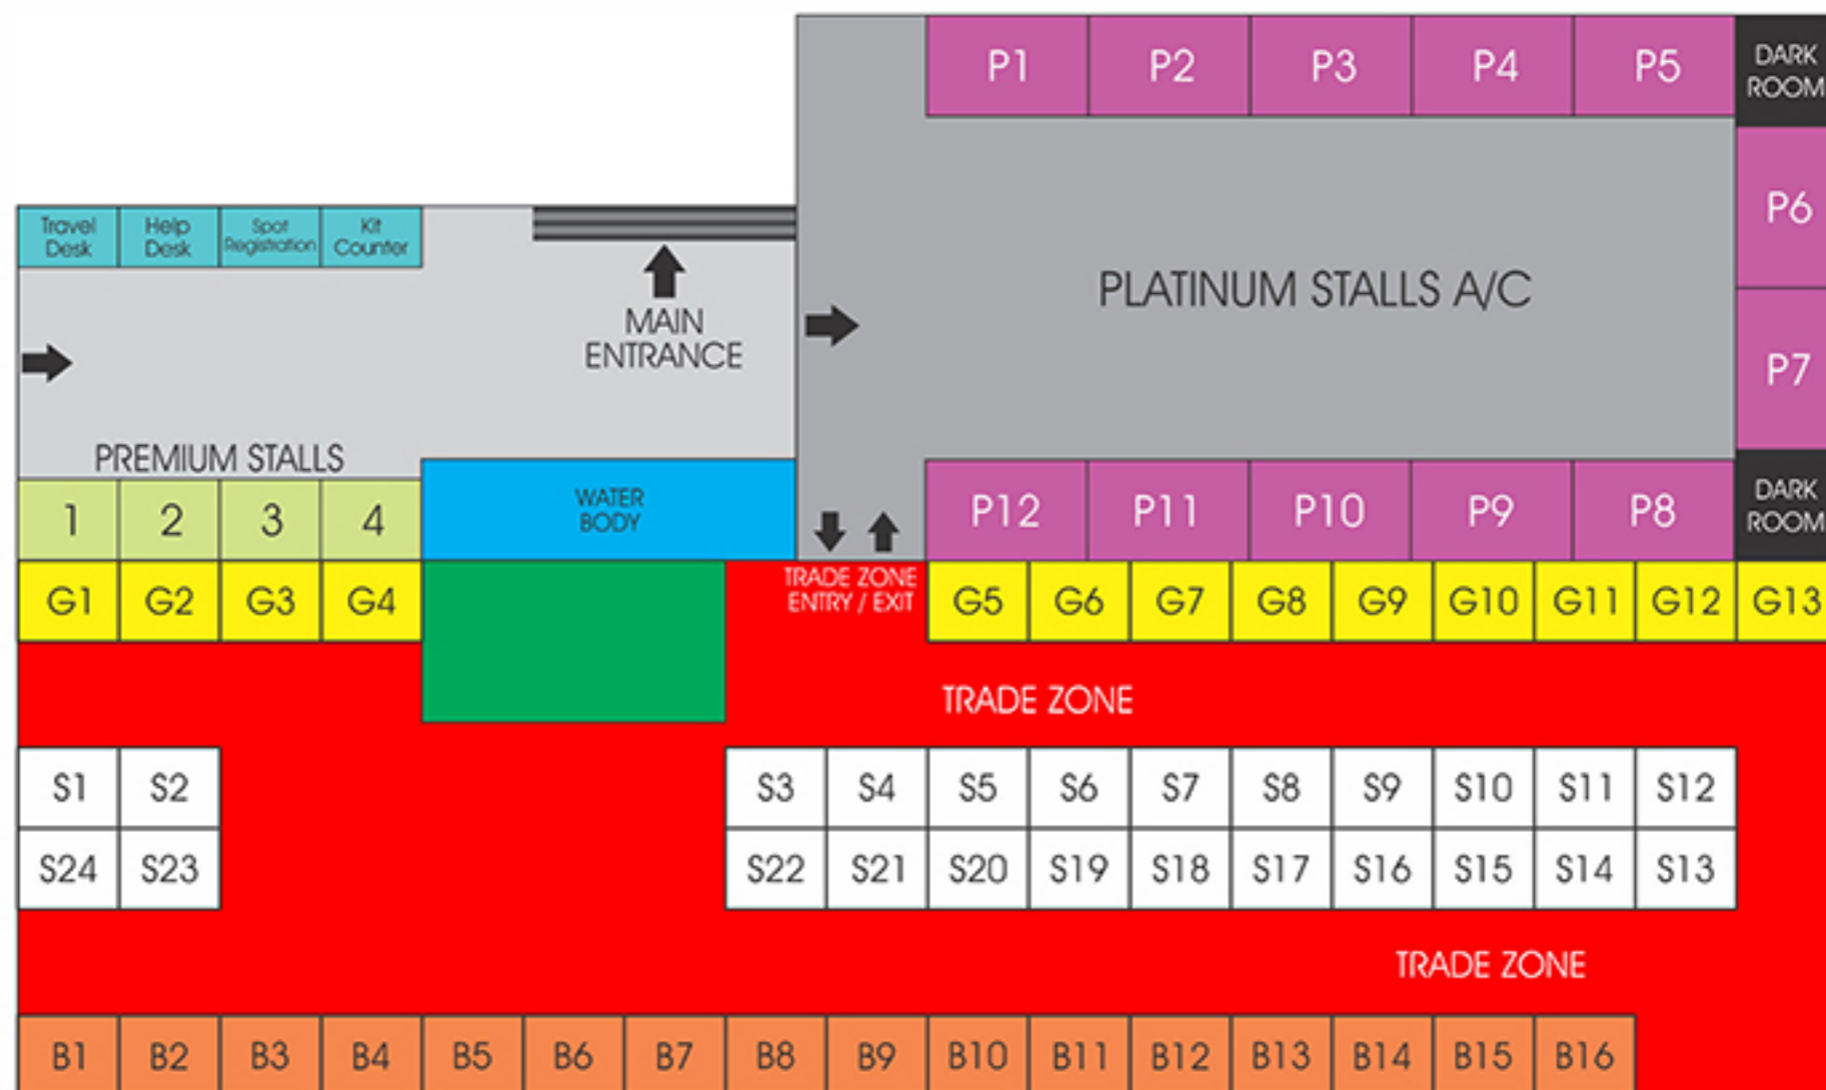 P1 P2 P3 P4 P5 DARK
ROOM
P6
Travel
Desk
Help
Desk
Spot
Registration
Kit
Counter
PLATINUM STALLS A/C
MAIN
ENTRANCE
P7
PREMIUM STALLS
1 2 3 4
WATER
BODY
P12 P11 P10 P9 P8
DARK
ROOM
G1 G2 G3 G4
TRADE ZONE
ENTRY / EXIT
G5 G6 G7 G8 G9 G10 G11 G12 G13
TRADE ZONE
S1 S2 S3 S4 S5 S6 S7 S8 S9 S10 S11 S12
S24 S23 S22 S21 S20 S19 S18 S17 S16 S15 S14 S13
TRADE ZONE
B1 B2 B3 B4 B5 B6 B7 B8 B9 B10 B11 B12 B13 B14 B15 B16